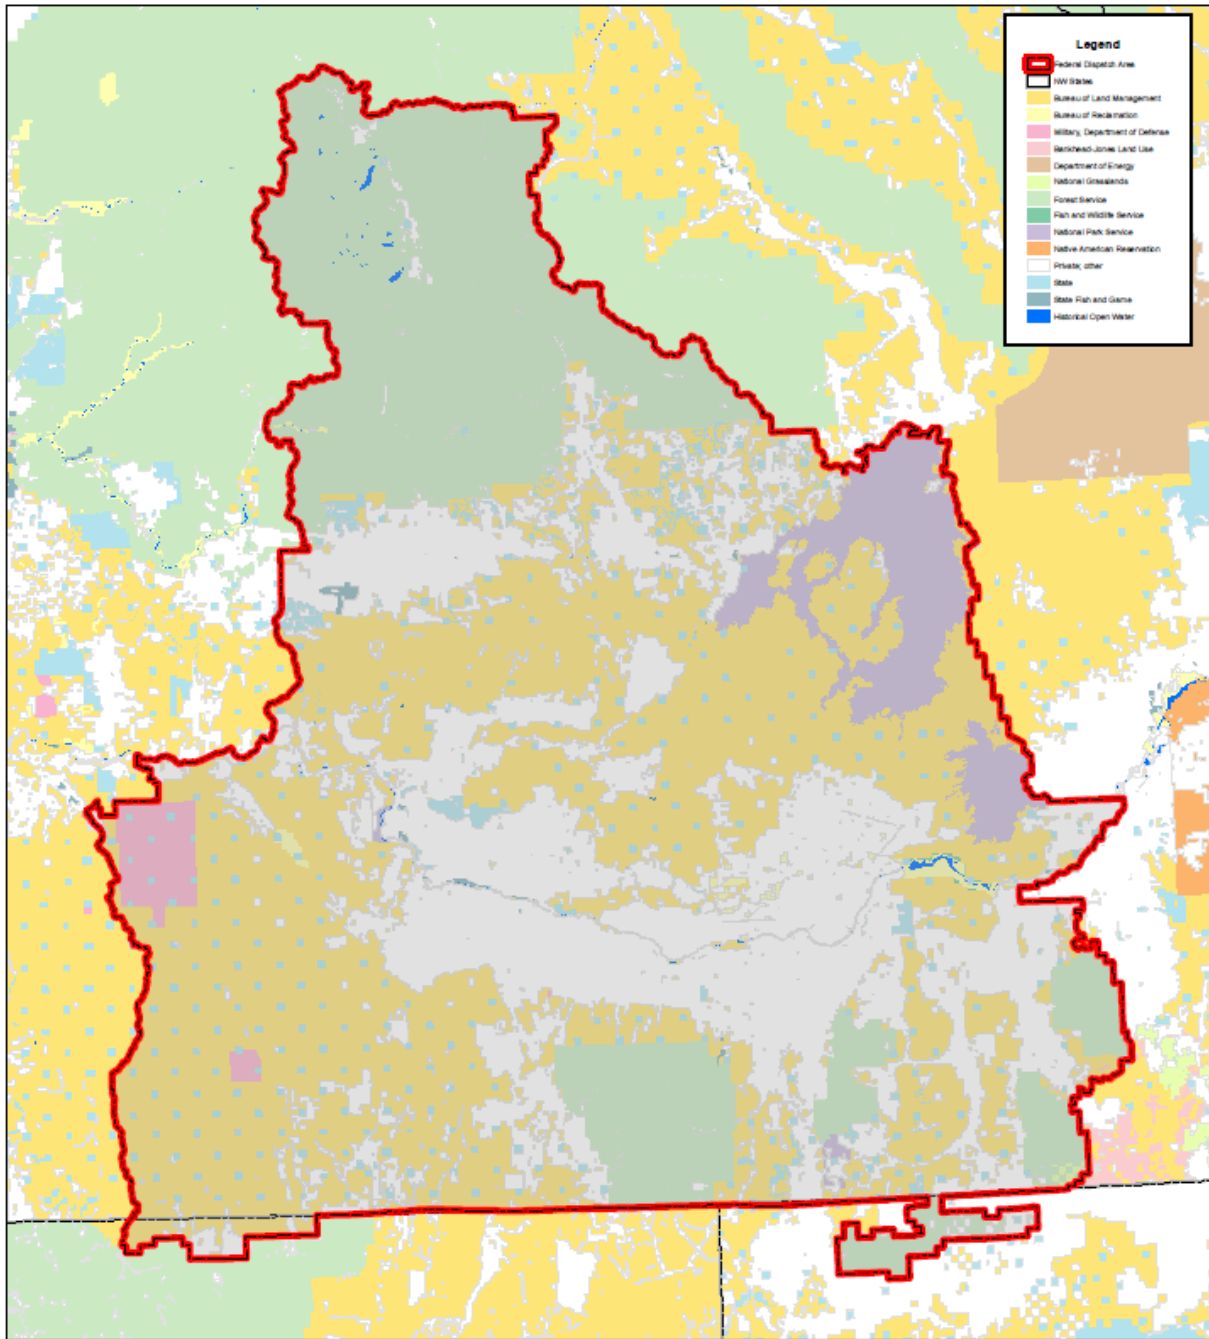 Legend
Federal Dispatch Area
NW States
Bureau of Land Management
Bureau of Reclamation
Military, Department of Defense
Bankhead-Jones Land Use
Department of Energy
National Grasslands
Forest Service
Fish and Wildlife Service
National Park Service
Native American Reservation
Private; other
State
State Fish and Game
Historical Open Water